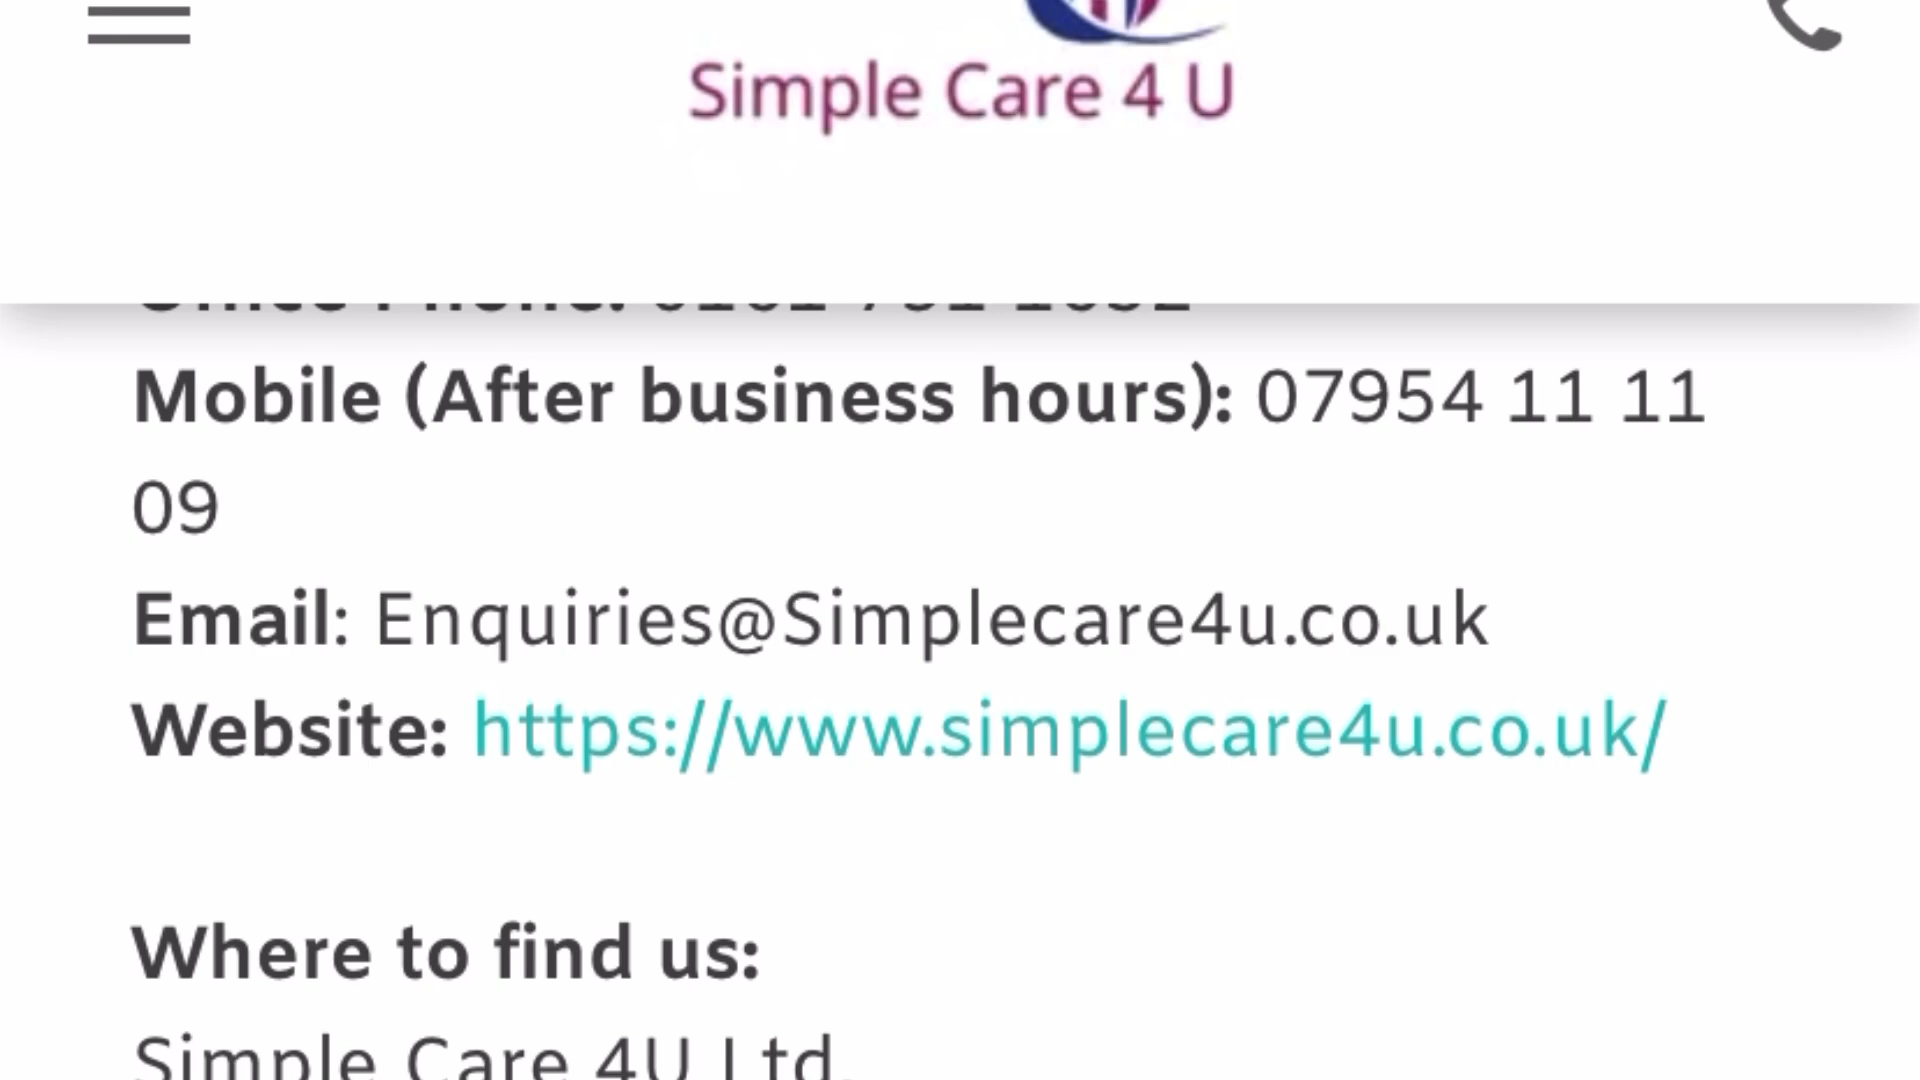 Simple Care 4 U
Mobile (After business hours): 07954 11 11
09
Email: Enquiries@Simplecare4u.co.uk
Website: https://www.simplecare4u.co.uk/
Where to find us:
Simple Care 4U Ltd.